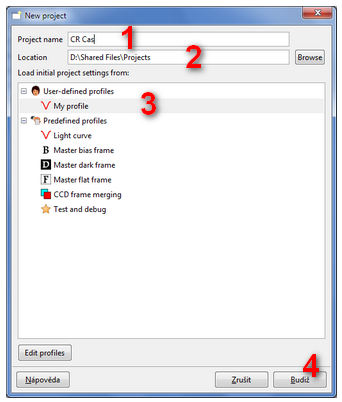 New project
Project name CR Cas 1
Location D:\Shared Files\Projects 2 Browse
Load initial project settings from:
User-defined profiles 3
My profile
Predefined profiles
Light curve
B Master bias frame
D Master dark frame
F Master flat frame
CCD frame merging
Test and debug
Edit profiles
4
Nápověda Zrušit Budiž